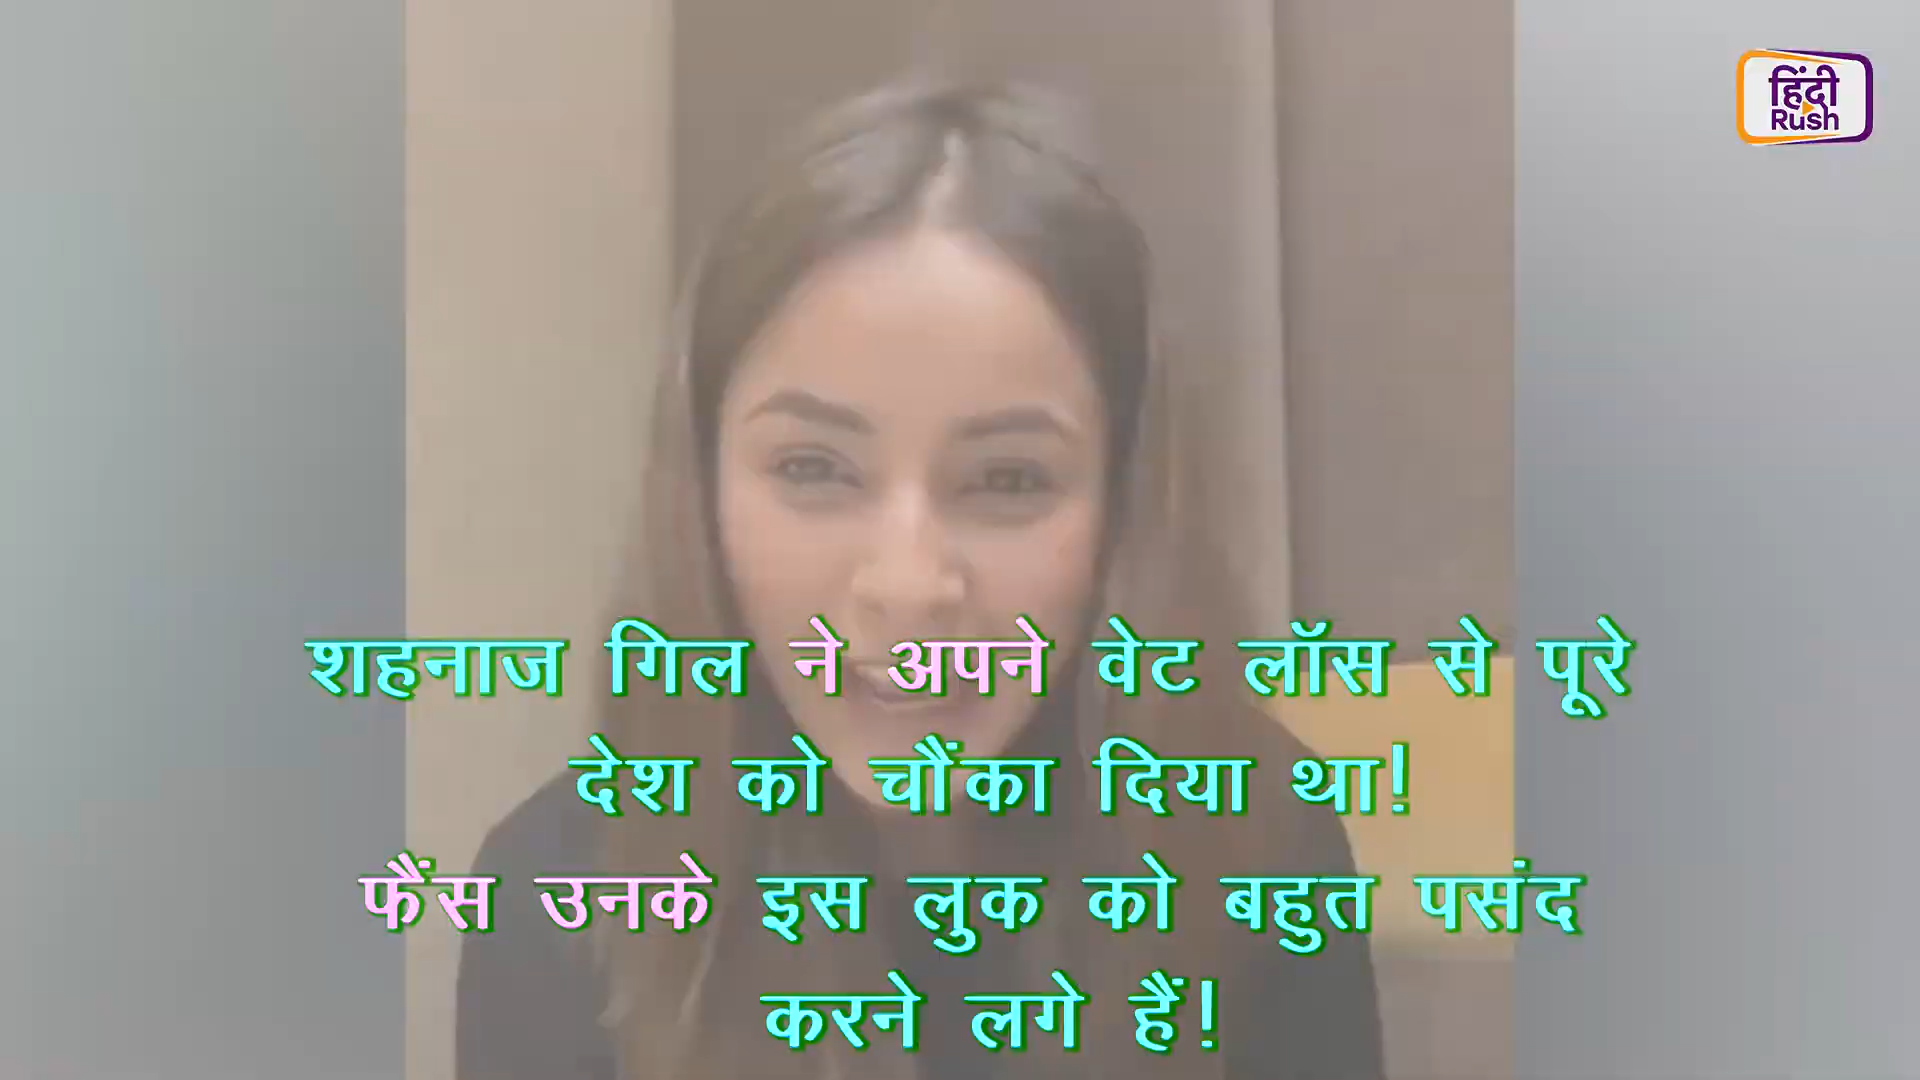 हिंदी
Rush
शहनाज गिल ने अपने वेट लॉस से पूरे
देश को चौंका दिया था!
फैंस उनके इस लुक को बहुत पसंद
करने लगे हैं!